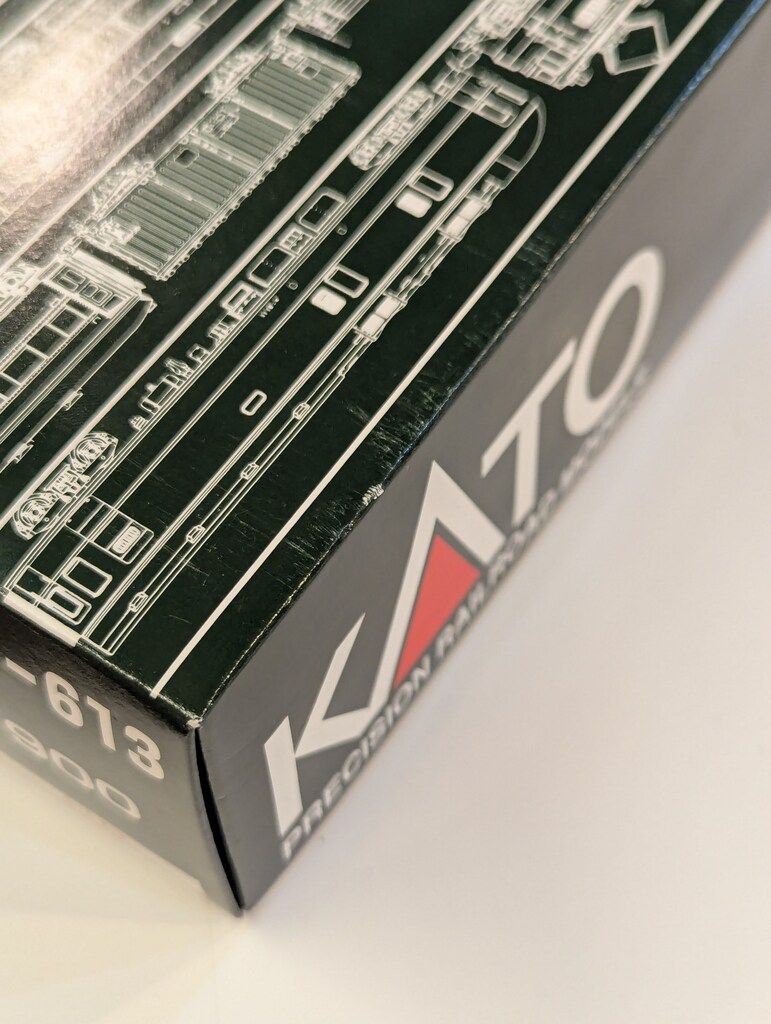 KATO
PRECISION RAILROAD MODELS
-613
900